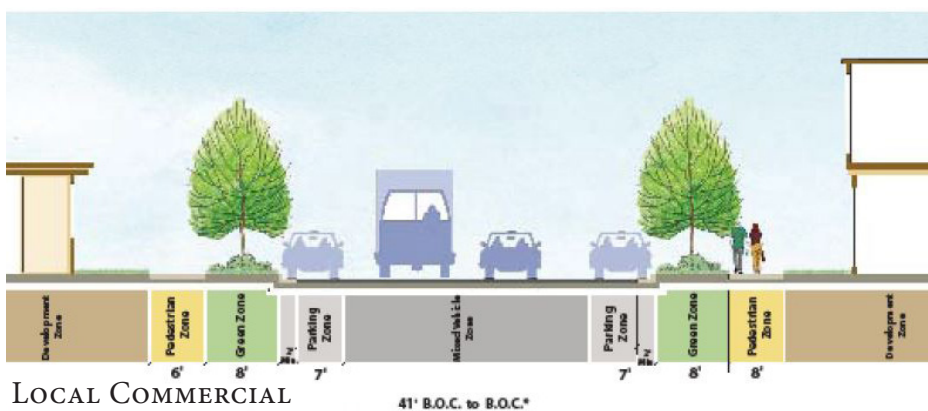 Development Zone
Pedestrian Zone
Green Zone
Parking Zone
Mixed Vehicle Zone
Parking Zone
Green Zone
Pedestrian Zone
Development Zone
6'
8'
7'
7'
8'
8'
LOCAL COMMERCIAL
41' B.O.C. to B.O.C.*